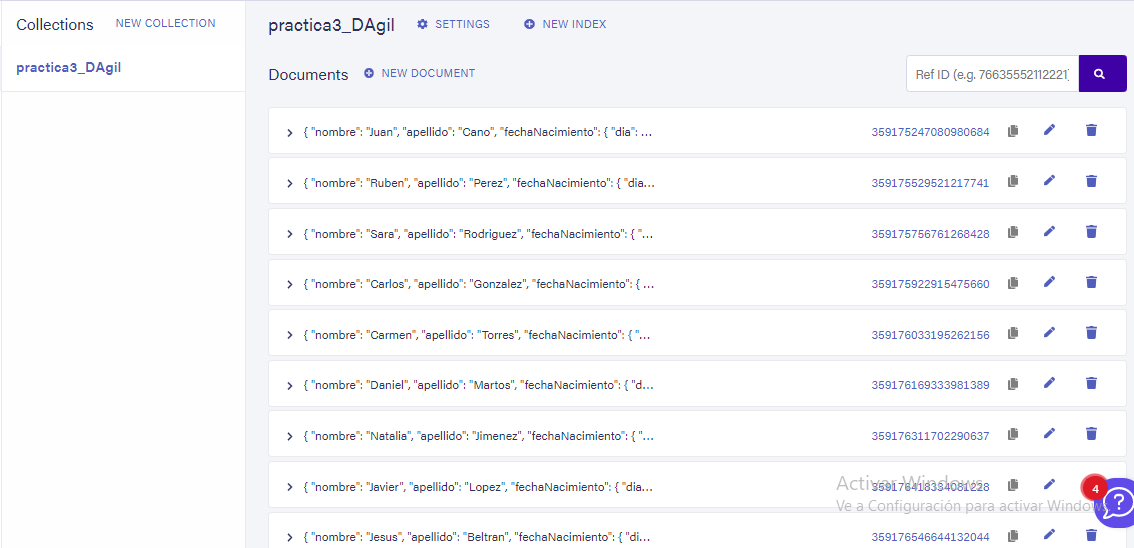 Collections NEW COLLECTION
practica3_DAgil
practica3_DAgil SETTINGS NEW INDEX
Documents NEW DOCUMENT
Ref ID (e.g. 76635552112221)
{ "nombre": "Juan", "apellido": "Cano", "fechaNacimiento": { "dia": ... 359175247080980684
{ "nombre": "Ruben", "apellido": "Perez", "fechaNacimiento": { "dia... 359175529521217741
{ "nombre": "Sara", "apellido": "Rodriguez", "fechaNacimiento": { "... 359175756761268428
{ "nombre": "Carlos", "apellido": "Gonzalez", "fechaNacimiento": { ... 359175922915475660
{ "nombre": "Carmen", "apellido": "Torres", "fechaNacimiento": { "... 359176033195262156
{ "nombre": "Daniel", "apellido": "Martos", "fechaNacimiento": { "d... 359176169333981389
{ "nombre": "Natalia", "apellido": "Jimenez", "fechaNacimiento": { "... 359176311702290637
{ "nombre": "Javier", "apellido": "Lopez", "fechaNacimiento": { "dia... 359176418354081228
Activar Windows
4
Ve a Configuración para activar Windows
{ "nombre": "Jesus", "apellido": "Beltran", "fechaNacimiento": { "di... 359176546644132044